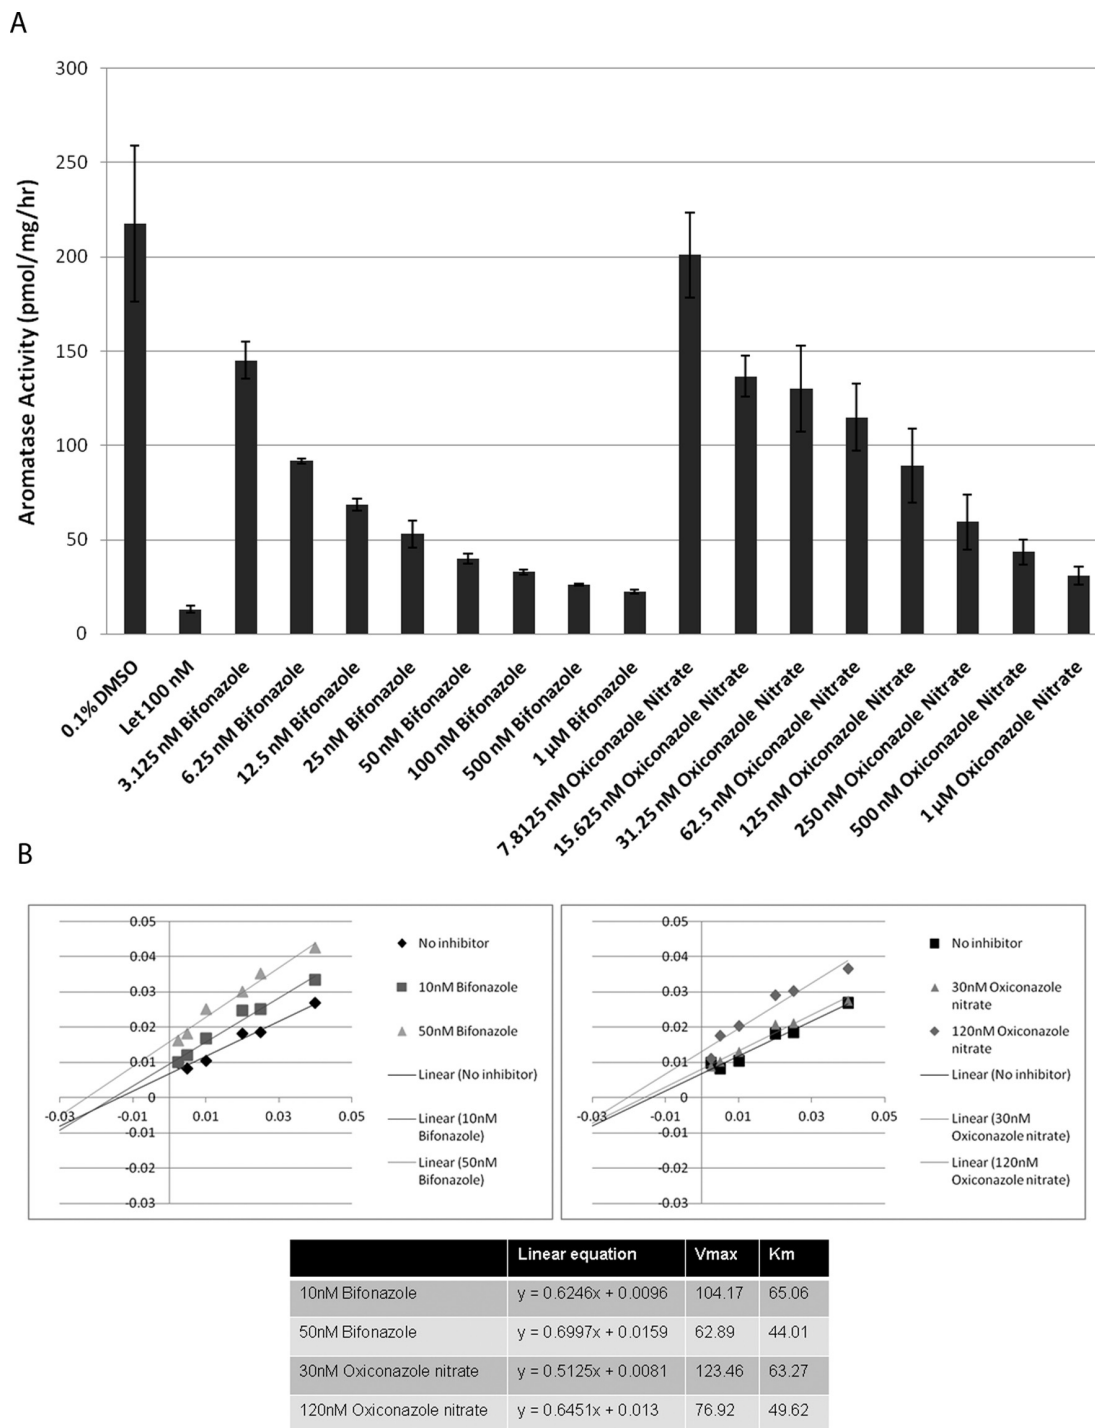 A
300
250
200
150
100
50
0
Aromatase Activity (pmol/mg/hr)
0.1% DMSO
Let 100 nM
3.125 nM Bifonazole
6.25 nM Bifonazole
12.5 nM Bifonazole
25 nM Bifonazole
50 nM Bifonazole
100 nM Bifonazole
500 nM Bifonazole
1 µM Bifonazole
7.8125 nM Oxiconazole Nitrate
15.625 nM Oxiconazole Nitrate
31.25 nM Oxiconazole Nitrate
62.5 nM Oxiconazole Nitrate
125 nM Oxiconazole Nitrate
250 nM Oxiconazole Nitrate
500 nM Oxiconazole Nitrate
1 µM Oxiconazole Nitrate
B
0.05
0.04
0.03
0.02
0.01
0
-0.01
-0.02
-0.03
-0.03 -0.01 0.01 0.03 0.05
No inhibitor
10nM Bifonazole
50nM Bifonazole
Linear (No inhibitor)
Linear (10nM
Bifonazole)
Linear (50nM
Bifonazole)
0.05
0.04
0.03
0.02
0.01
0
-0.01
-0.02
-0.03
-0.03 -0.01 0.01 0.03 0.05
No inhibitor
30nM Oxiconazole
nitrate
120nM Oxiconazole
nitrate
Linear (No inhibitor)
Linear (30nM
Oxiconazole nitrate)
Linear (120nM
Oxiconazole nitrate)
Linear equation Vmax Km
10nM Bifonazole y = 0.6246x + 0.0096 104.17 65.06
50nM Bifonazole y = 0.6997x + 0.0159 62.89 44.01
30nM Oxiconazole nitrate y = 0.5125x + 0.0081 123.46 63.27
120nM Oxiconazole nitrate y = 0.6451x + 0.013 76.92 49.62